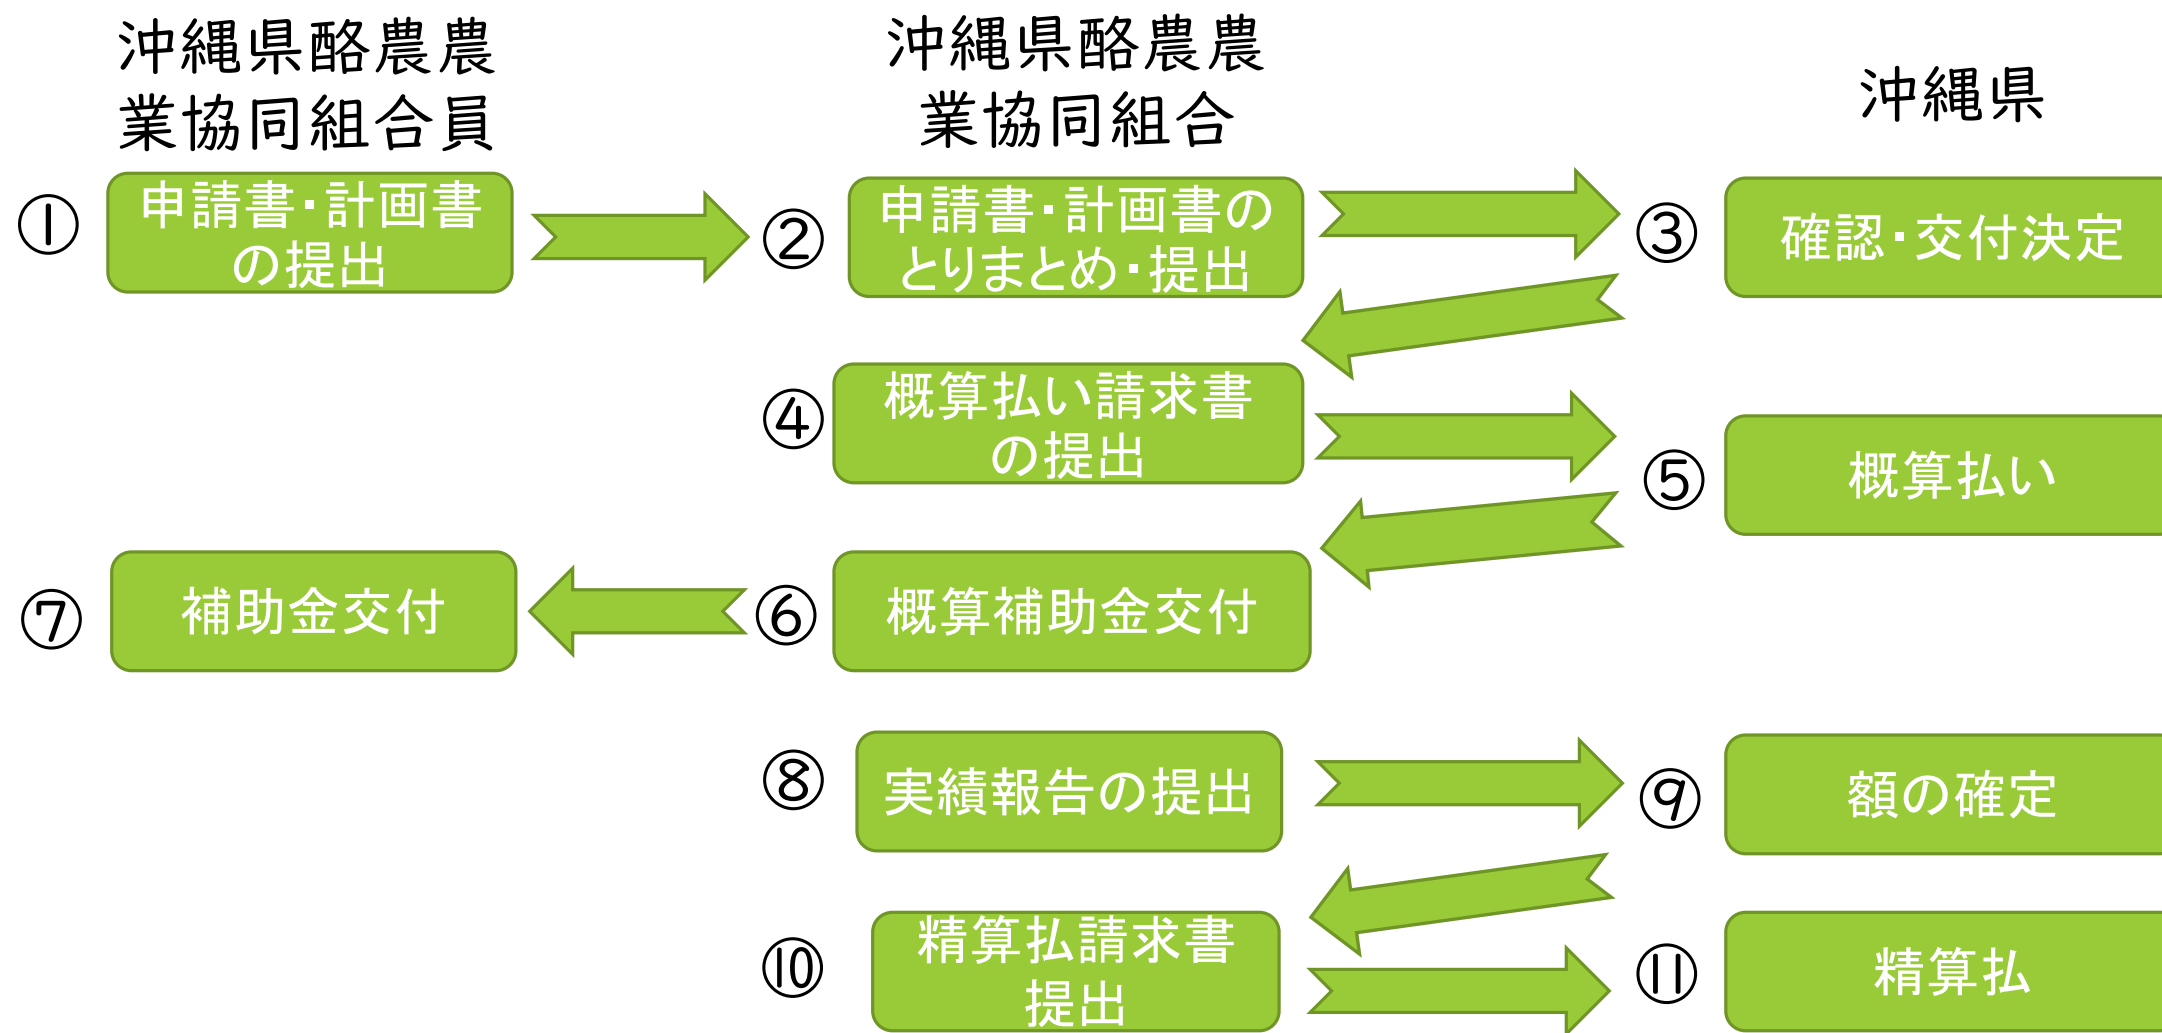 沖縄県酪農農
業協同組合員
沖縄県酪農農
業協同組合
沖縄県
①
申請書・計画書
の提出
②
申請書・計画書の
とりまとめ・提出
③
確認・交付決定
④
概算払い請求書
の提出
⑤
概算払い
⑦
補助金交付
⑥
概算補助金交付
⑧
実績報告の提出
⑨
額の確定
⑩
精算払請求書
提出
⑪
精算払